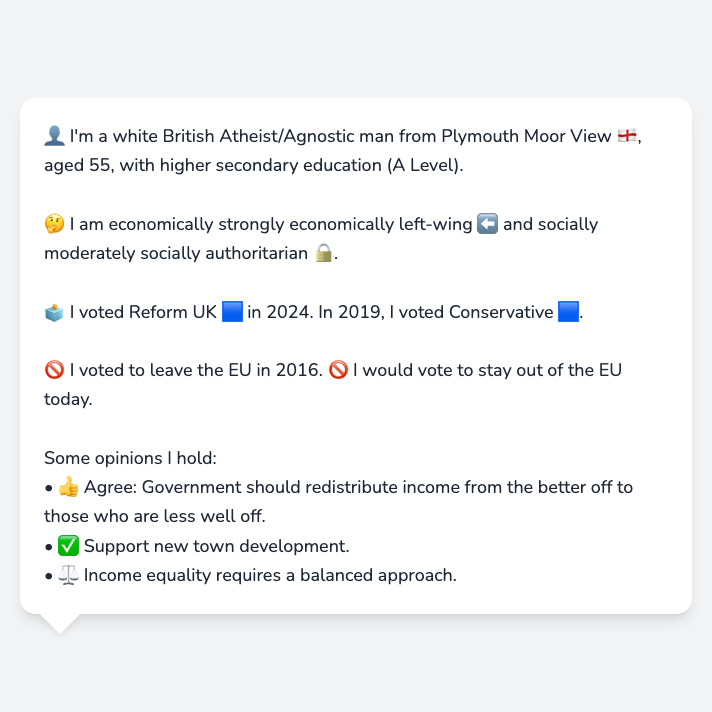 👤 I'm a white British Atheist/Agnostic man from Plymouth Moor View 🏴󠁧󠁢󠁥󠁮󠁧󠁿,
aged 55, with higher secondary education (A Level).
🤔 I am economically strongly economically left-wing ⬅️ and socially
moderately socially authoritarian 🔒.
🗳️ I voted Reform UK 🟦 in 2024. In 2019, I voted Conservative 🟦.
🚫 I voted to leave the EU in 2016. 🚫 I would vote to stay out of the EU
today.
Some opinions I hold:
• 👍 Agree: Government should redistribute income from the better off to
those who are less well off.
• ✅ Support new town development.
• ⚖️ Income equality requires a balanced approach.